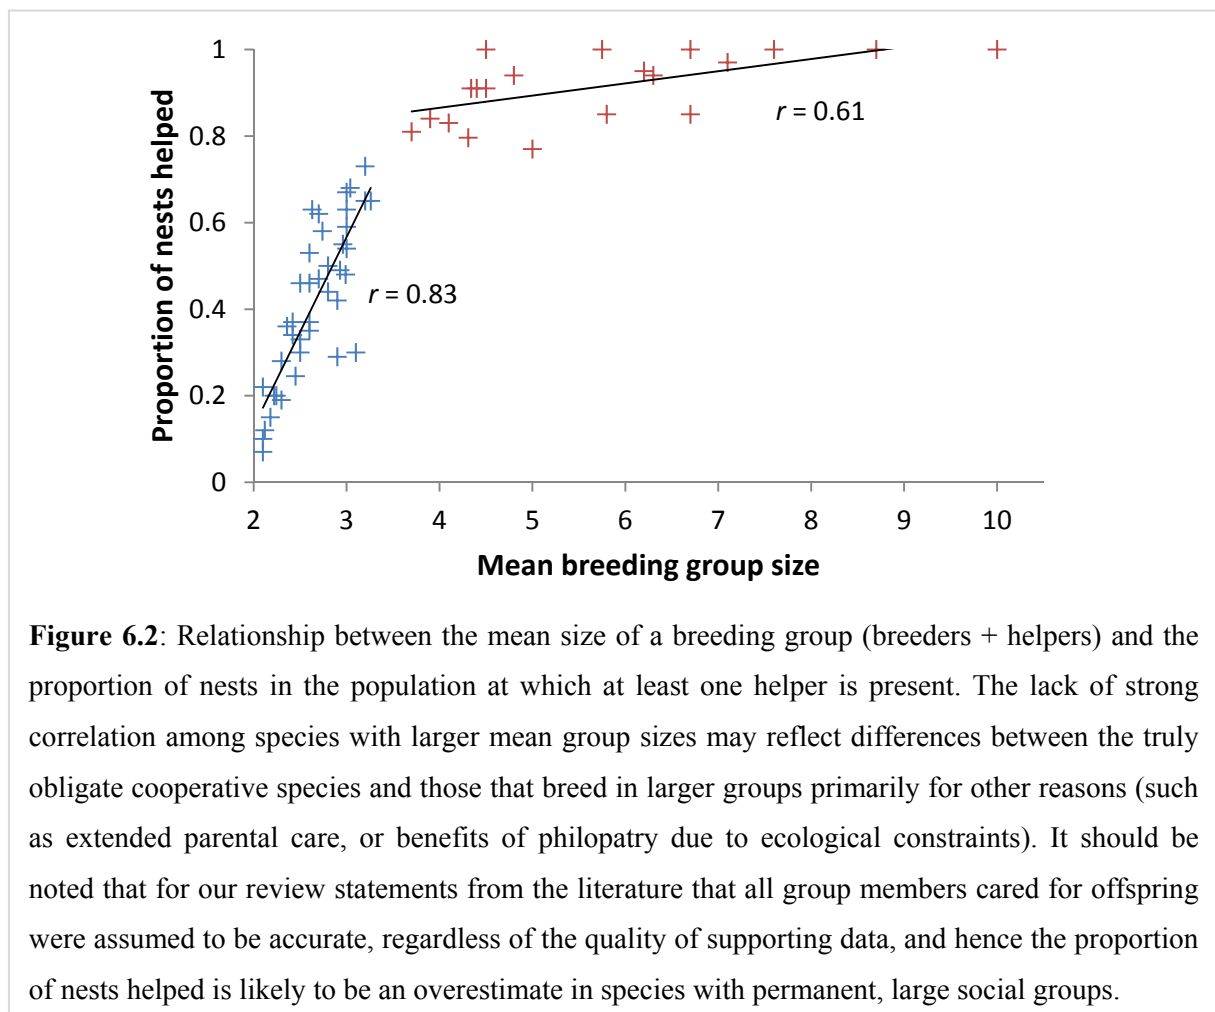 1
0.8
0.6
0.4
0.2
0
Proportion of nests helped
r = 0.61
r = 0.83
2 3 4 5 6 7 8 9 10
Mean breeding group size
Figure 6.2: Relationship between the mean size of a breeding group (breeders + helpers) and the
proportion of nests in the population at which at least one helper is present. The lack of strong
correlation among species with larger mean group sizes may reflect differences between the truly
obligate cooperative species and those that breed in larger groups primarily for other reasons (such
as extended parental care, or benefits of philopatry due to ecological constraints). It should be
noted that for our review statements from the literature that all group members cared for offspring
were assumed to be accurate, regardless of the quality of supporting data, and hence the proportion
of nests helped is likely to be an overestimate in species with permanent, large social groups.